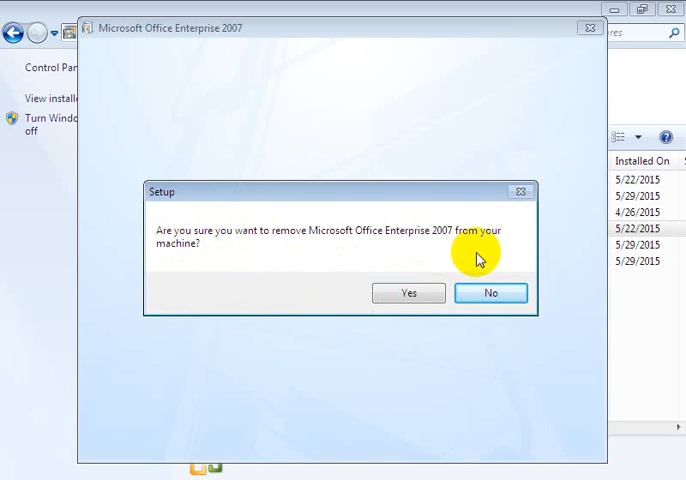 Microsoft Office Enterprise 2007
res
Control Pan
View installe
Turn Windo
off
Installed On
5/22/2015
5/29/2015
4/26/2015
5/22/2015
5/29/2015
5/29/2015
Setup
Are you sure you want to remove Microsoft Office Enterprise 2007 from your
machine?
Yes
No